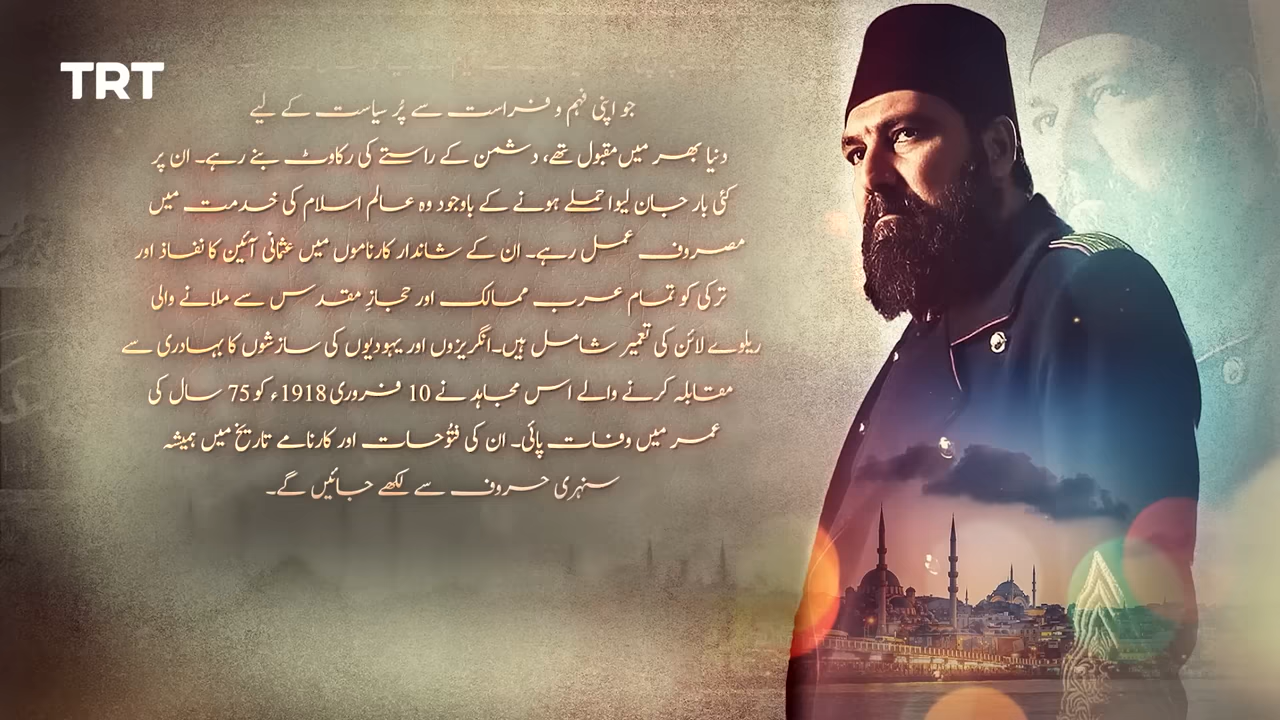 TRT
جو اپنی فہم و فراست سے پُر سیاست کے لیے
دنیا بھر میں مقبول تھے، دشمن کے راستے کی رکاوٹ بنے رہے۔ ان پر
کئی بار جان لیوا حملے ہونے کے باوجود وہ عالم اسلام کی خدمت میں
مصروف عمل رہے۔ ان کے شاندار کارناموں میں عثمانی آئین کا نفاذ اور
ترکی کو تمام عرب ممالک اور حجازِ مقدس سے ملانے والی
ریلوے لائن کی تعمیر شامل ہیں۔انگریزوں اور یہودیوں کی سازشوں کا بہادری سے
مقابلہ کرنے والے اس مجاہد نے 10 فروری 1918ء کو 75 سال کی
عمر میں وفات پائی۔ ان کی فتُوحات اور کارنامے تاریخ میں ہمیشہ
سنہری حروف سے لکھے جائیں گے۔